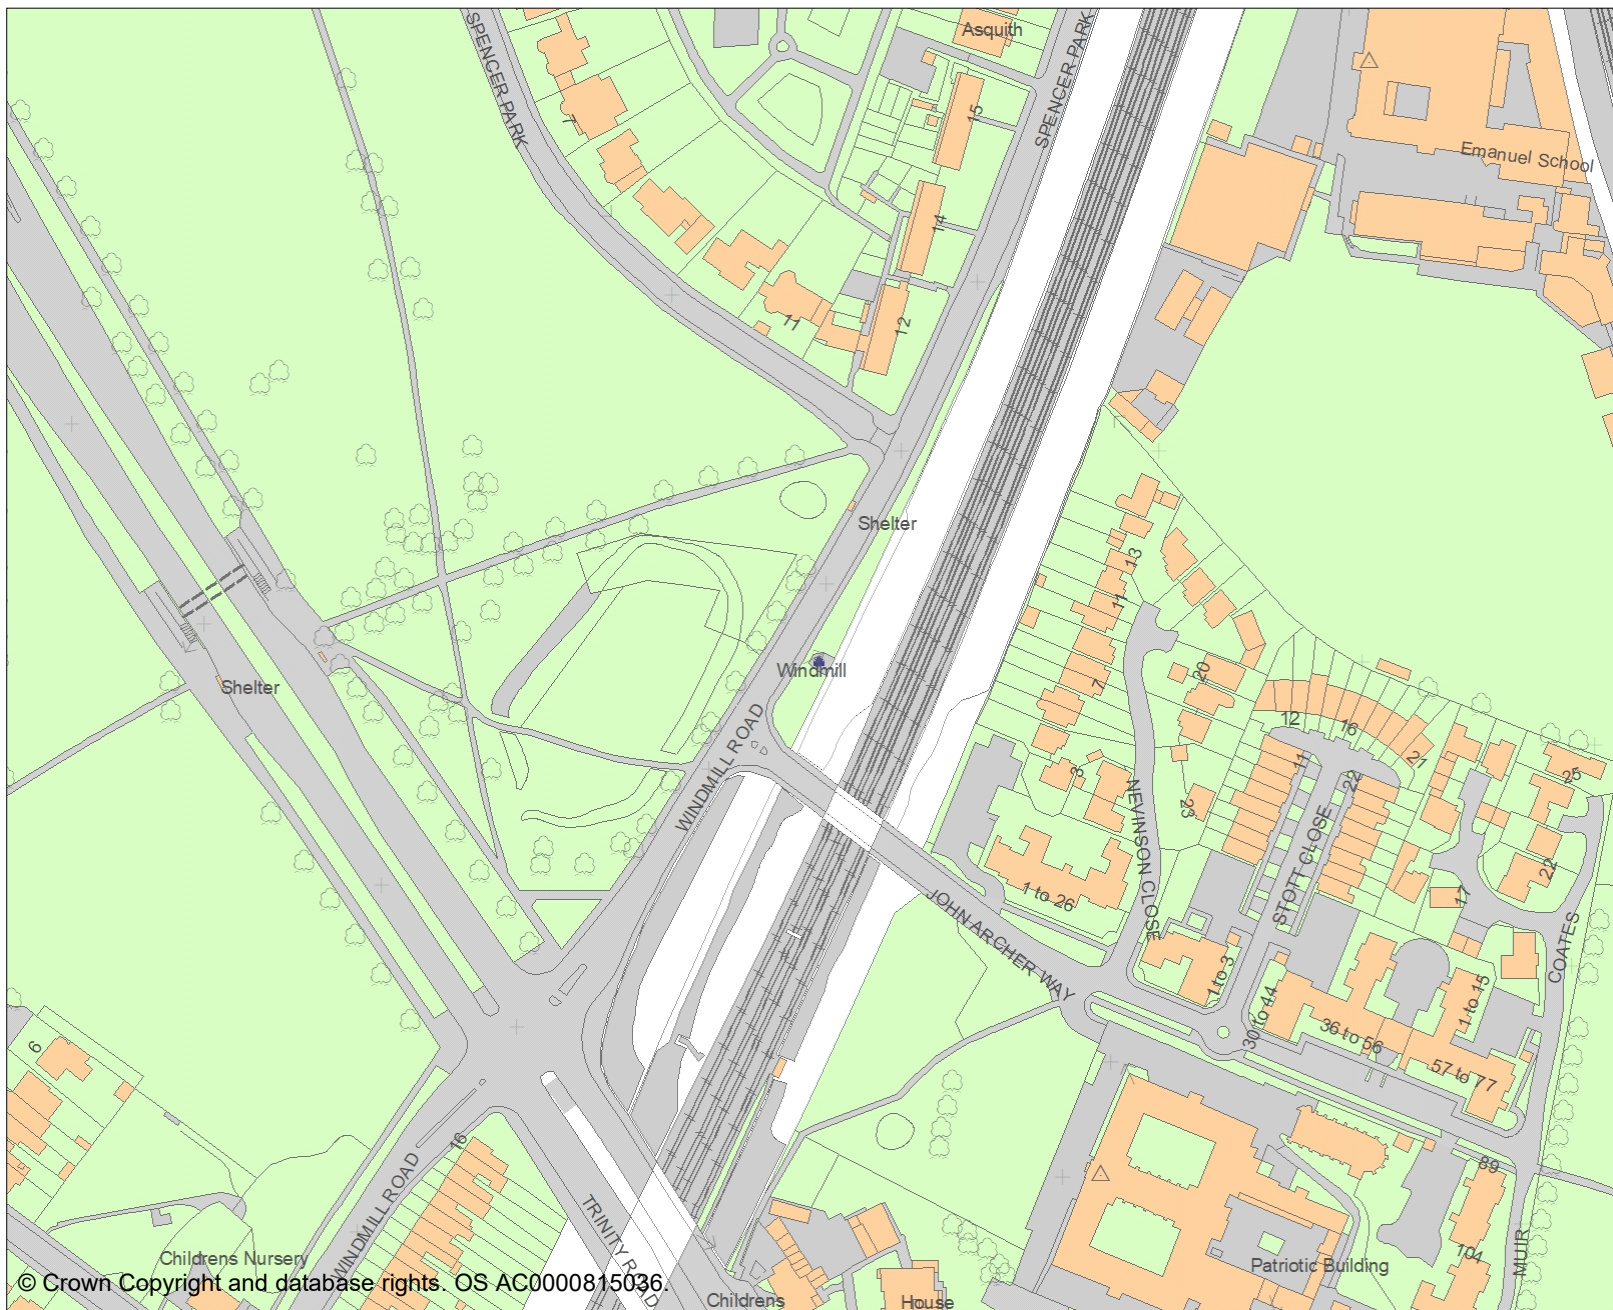 SPENCER PARK
Asquith
SPENCER PARK
7
15
Emanuel School
14
11
12
Shelter
13
11
Windmill
Shelter
7
20
12
16
21
WINDMILL ROAD
3
11
22
25
23
NEVINSON CLOSE
STOTT CLOSE
1 to 26
22
17
JOHN ARCHER WAY
COATES
1 to 3
30 to 44
1 to 15
36 to 56
57 to 77
6
16
89
WINDMILL ROAD
TRINITY ROAD
104
MUIR
Childrens Nursery
Patriotic Building
© Crown Copyright and database rights. OS AC0000815036.
Childrens
House